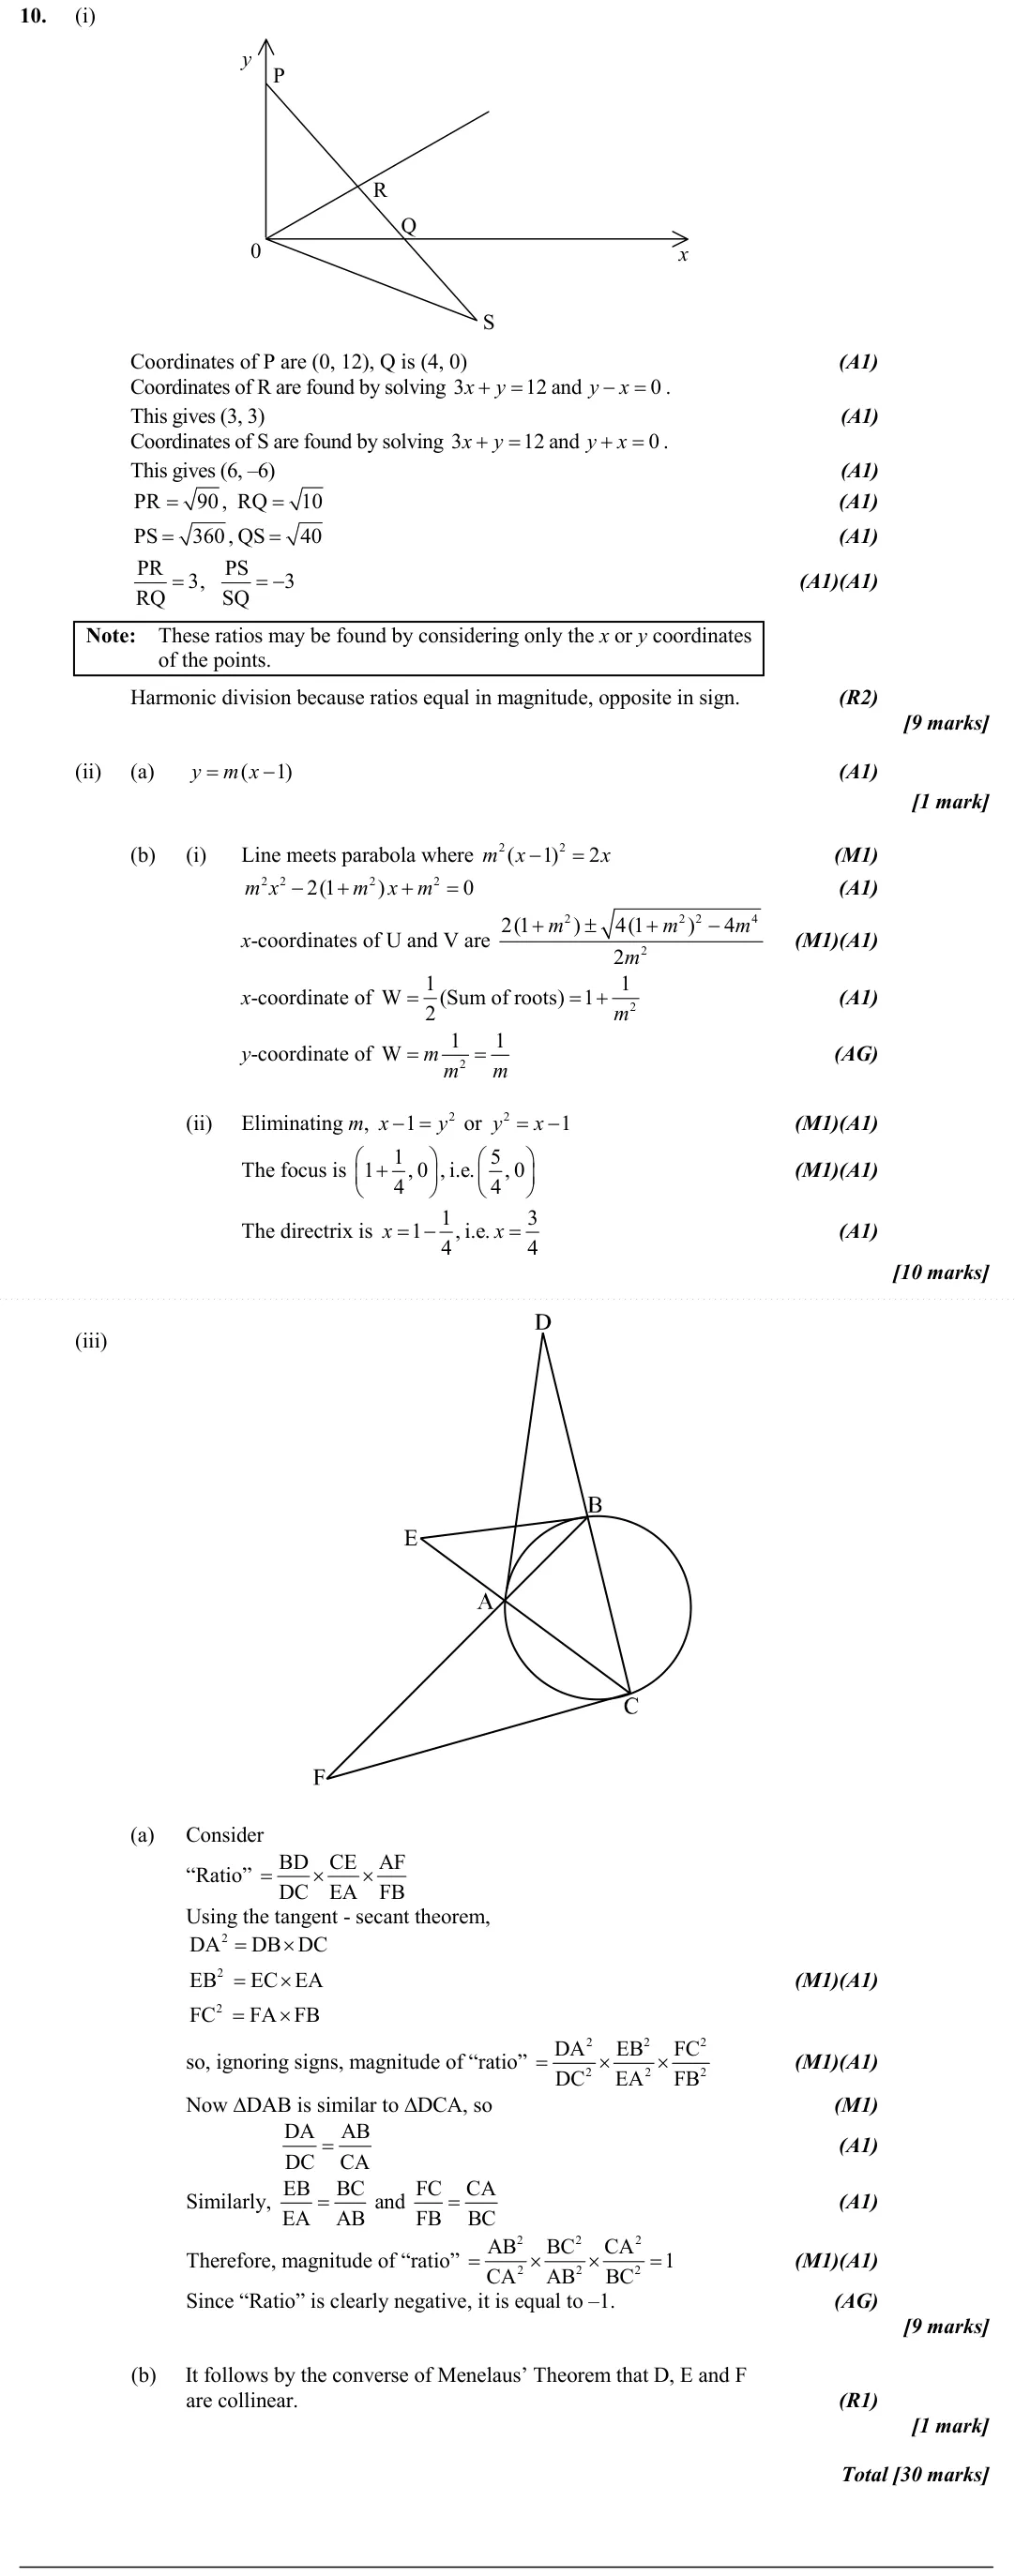 10. (i)
y
P
R
Q
0
x
S
Coordinates of P are (0, 12), Q is (4, 0) (A1)
Coordinates of R are found by solving 3x + y = 12 and y − x = 0 .
This gives (3, 3) (A1)
Coordinates of S are found by solving 3x + y = 12 and y + x = 0 .
This gives (6, –6) (A1)
PR = √90 , RQ = √10 (A1)
PS = √360 , QS = √40 (A1)
PR/RQ = 3, PS/SQ = −3 (A1)(A1)
Note: These ratios may be found by considering only the x or y coordinates
of the points.
Harmonic division because ratios equal in magnitude, opposite in sign. (R2)
[9 marks]
(ii) (a) y = m(x − 1) (A1)
[1 mark]
(b) (i) Line meets parabola where m²(x − 1)² = 2x (M1)
m²x² − 2(1 + m²)x + m² = 0 (A1)
x-coordinates of U and V are (2(1 + m²) ± √(4(1 + m²)² − 4m⁴))/(2m²) (M1)(A1)
x-coordinate of W = 1/2 (Sum of roots) = 1 + 1/m² (A1)
y-coordinate of W = m 1/m² = 1/m (AG)
(ii) Eliminating m, x − 1 = y² or y² = x − 1 (M1)(A1)
The focus is (1 + 1/4, 0), i.e. (5/4, 0) (M1)(A1)
The directrix is x = 1 − 1/4, i.e. x = 3/4 (A1)
[10 marks]
(iii)
D
B
E
A
C
F
(a) Consider
“Ratio” = BD/DC × CE/EA × AF/FB
Using the tangent - secant theorem,
DA² = DB × DC
EB² = EC × EA (M1)(A1)
FC² = FA × FB
so, ignoring signs, magnitude of “ratio” = DA²/DC² × EB²/EA² × FC²/FB² (M1)(A1)
Now ΔDAB is similar to ΔDCA, so (M1)
DA/DC = AB/CA (A1)
Similarly, EB/EA = BC/AB and FC/FB = CA/BC (A1)
Therefore, magnitude of “ratio” = AB²/CA² × BC²/AB² × CA²/BC² = 1 (M1)(A1)
Since “Ratio” is clearly negative, it is equal to –1. (AG)
[9 marks]
(b) It follows by the converse of Menelaus’ Theorem that D, E and F
are collinear. (R1)
[1 mark]
Total [30 marks]